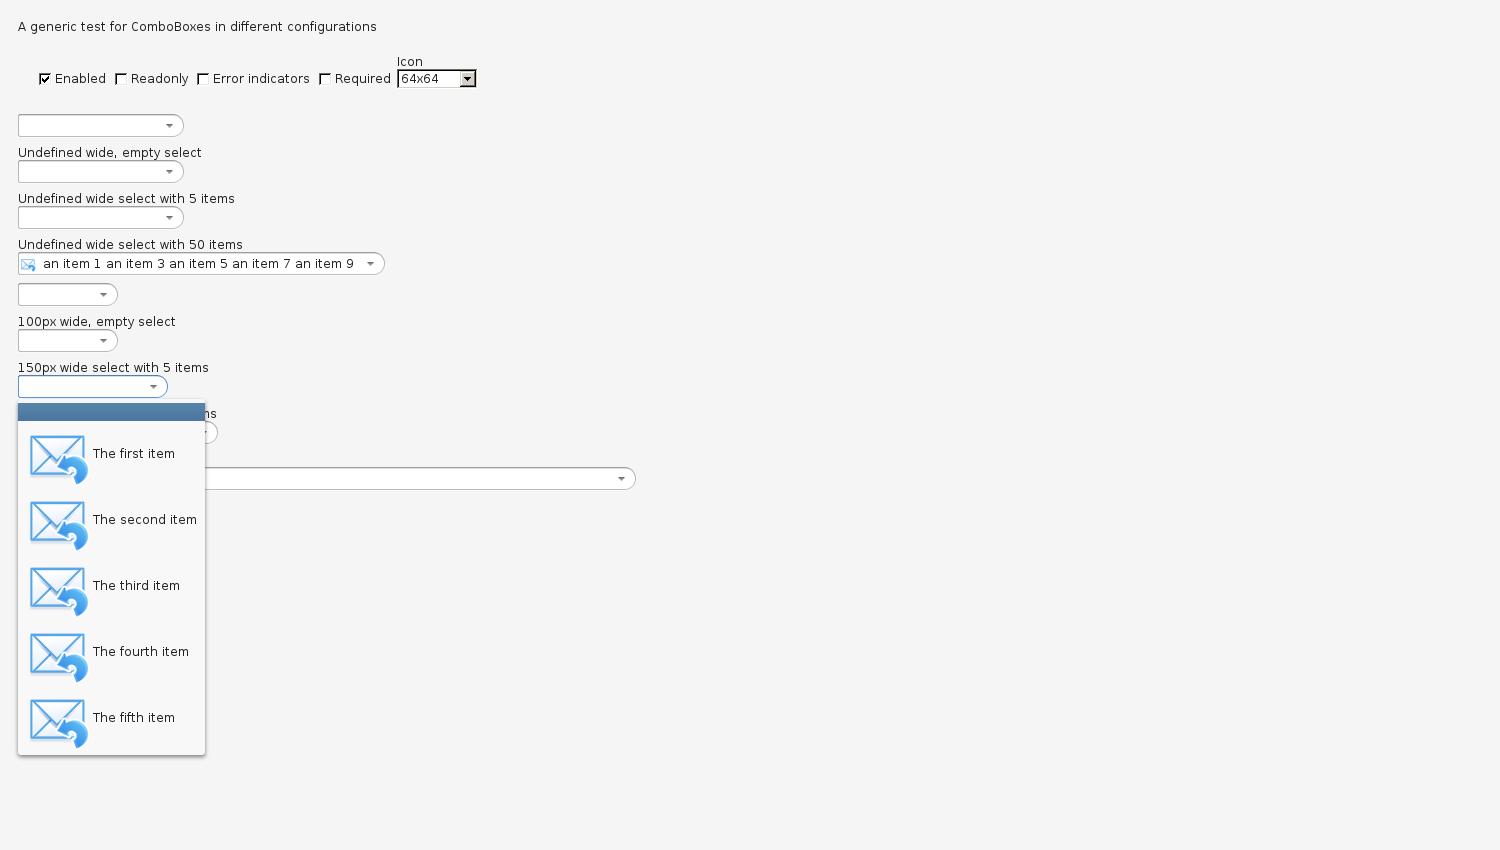 A generic test for ComboBoxes in different configurations
Icon
Enabled Readonly Error indicators Required 64x64
Undefined wide, empty select
Undefined wide select with 5 items
Undefined wide select with 50 items
an item 1 an item 3 an item 5 an item 7 an item 9
100px wide, empty select
150px wide select with 5 items
The first item
The second item
The third item
The fourth item
The fifth item